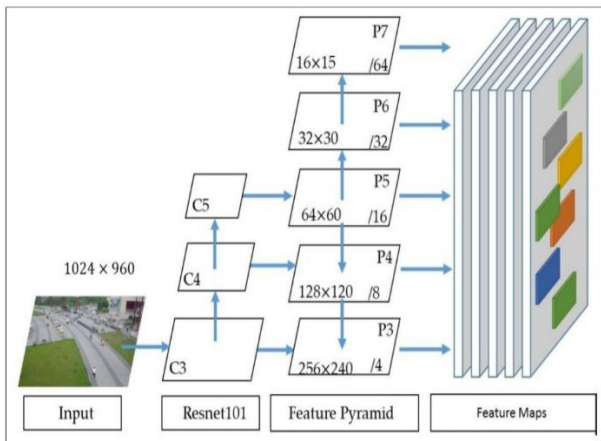 P7
16×15 /64
P6
32×30 /32
P5
64×60 /16
C5
P4
128×120 /8
C4
1024 × 960
P3
256×240 /4
C3
Input
Resnet101
Feature Pyramid
Feature Maps